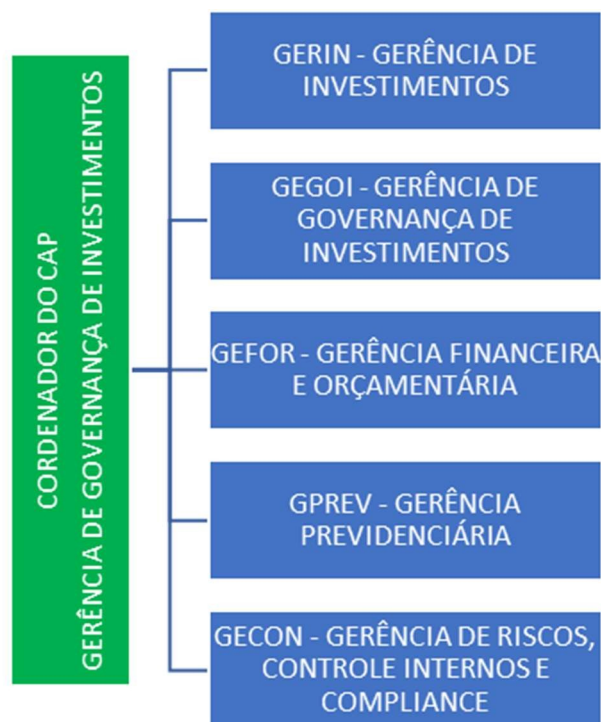 CORDENADOR DO CAP
GERÊNCIA DE GOVERNANÇA DE INVESTIMENTOS
GERIN - GERÊNCIA DE
INVESTIMENTOS
GEGOI - GERÊNCIA DE
GOVERNANÇA DE
INVESTIMENTOS
GEFOR - GERÊNCIA FINANCEIRA
E ORÇAMENTÁRIA
GPREV - GERÊNCIA
PREVIDENCIÁRIA
GECON - GERÊNCIA DE RISCOS,
CONTROLE INTERNOS E
COMPLIANCE